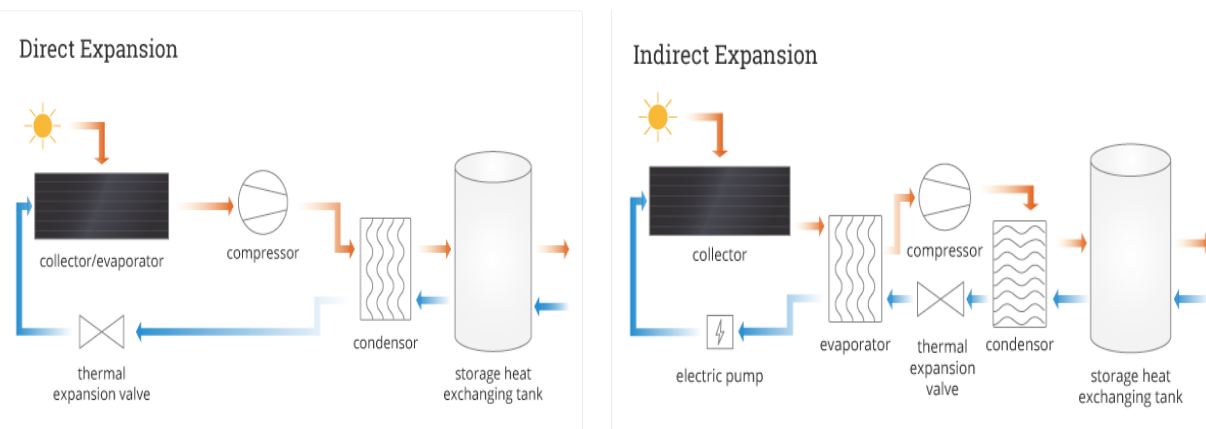 Direct Expansion
collector/evaporator
compressor
condensor
thermal
expansion valve
storage heat
exchanging tank
Indirect Expansion
collector
compressor
evaporator
thermal
expansion
valve
condensor
electric pump
storage heat
exchanging tank